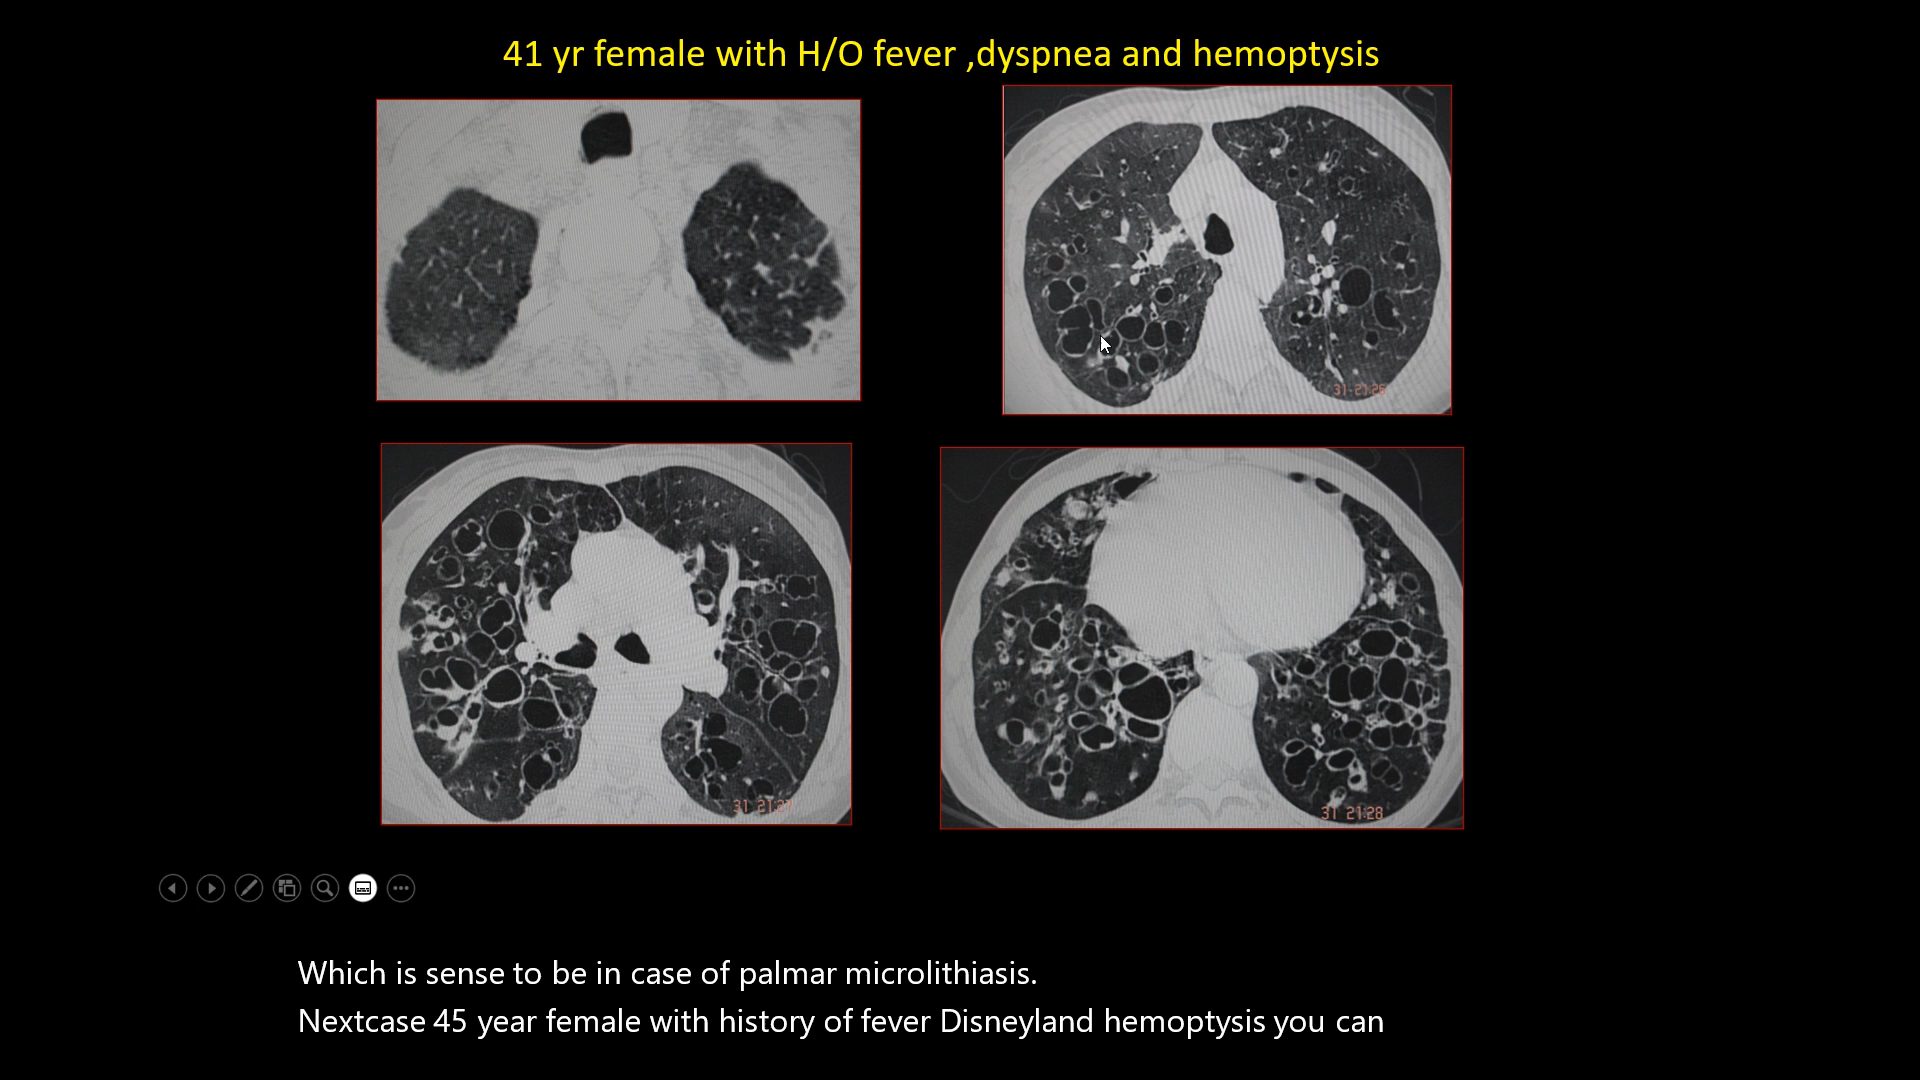 41 yr female with H/O fever ,dyspnea and hemoptysis
31-21:26
31 21:27
31 21:28
Which is sense to be in case of palmar microlithiasis.
Nextcase 45 year female with history of fever Disneyland hemoptysis you can